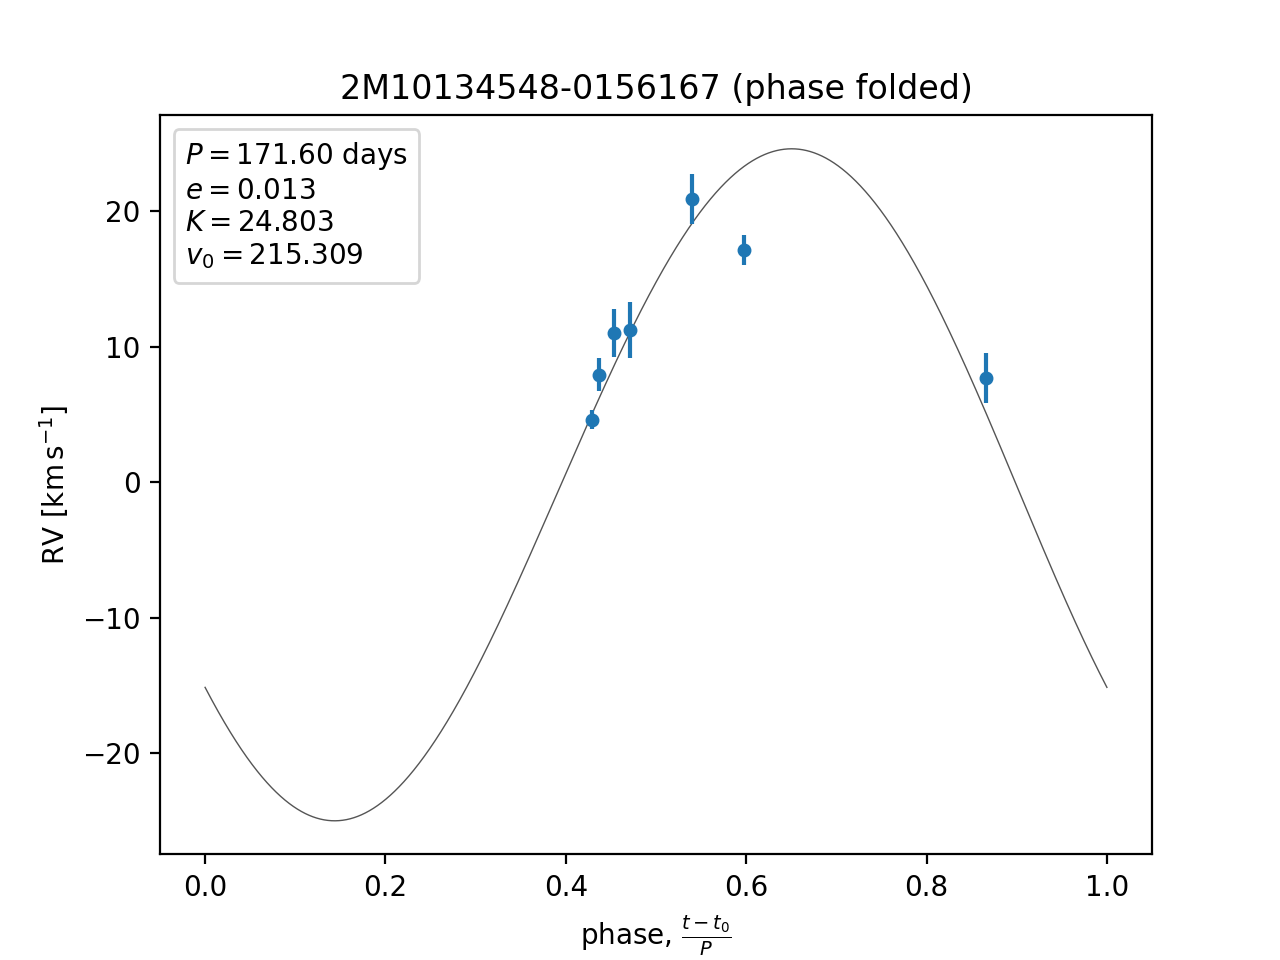 2M10134548-0156167 (phase folded)
P = 171.60 days
e = 0.013
K = 24.803
v₀ = 215.309
20
10
0
−10
−20
RV [km s⁻¹]
0.0 0.2 0.4 0.6 0.8 1.0
phase, (t − t₀)/P